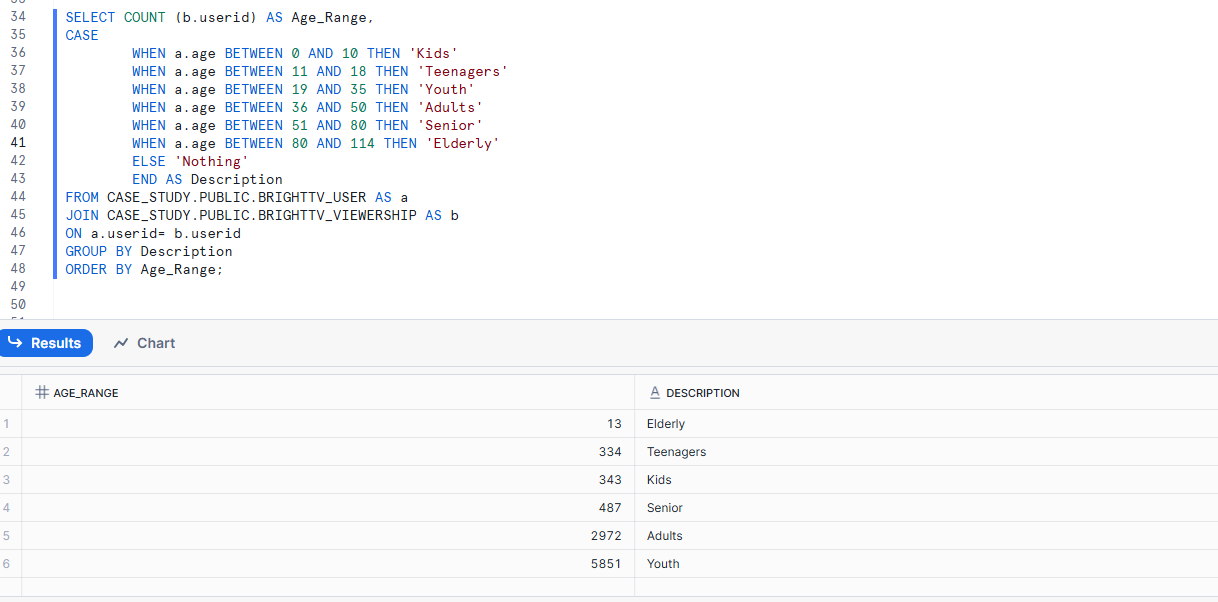 34 SELECT COUNT (b.userid) AS Age_Range,
35 CASE
36 WHEN a.age BETWEEN 0 AND 10 THEN 'Kids'
37 WHEN a.age BETWEEN 11 AND 18 THEN 'Teenagers'
38 WHEN a.age BETWEEN 19 AND 35 THEN 'Youth'
39 WHEN a.age BETWEEN 36 AND 50 THEN 'Adults'
40 WHEN a.age BETWEEN 51 AND 80 THEN 'Senior'
41 WHEN a.age BETWEEN 80 AND 114 THEN 'Elderly'
42 ELSE 'Nothing'
43 END AS Description
44 FROM CASE_STUDY.PUBLIC.BRIGHTTV_USER AS a
45 JOIN CASE_STUDY.PUBLIC.BRIGHTTV_VIEWERSHIP AS b
46 ON a.userid= b.userid
47 GROUP BY Description
48 ORDER BY Age_Range;
49
50
Results Chart
# AGE_RANGE A DESCRIPTION
1 13 Elderly
2 334 Teenagers
3 343 Kids
4 487 Senior
5 2972 Adults
6 5851 Youth